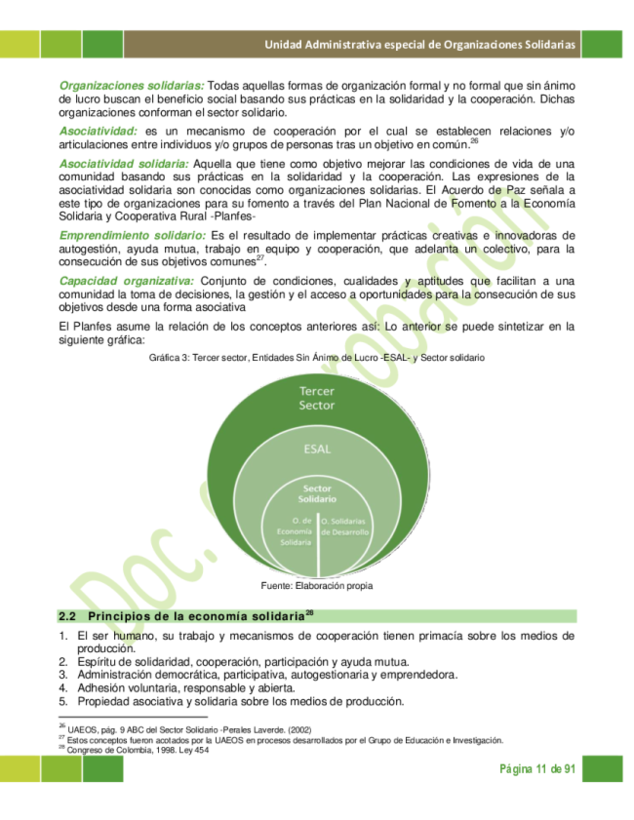 Unidad Administrativa especial de Organizaciones Solidarias
Organizaciones solidarias: Todas aquellas formas de organización formal y no formal que sin ánimo
de lucro buscan el beneficio social basando sus prácticas en la solidaridad y la cooperación. Dichas
organizaciones conforman el sector solidario.
Asociatividad: es un mecanismo de cooperación por el cual se establecen relaciones y/o
articulaciones entre individuos y/o grupos de personas tras un objetivo en común.26
Asociatividad solidaria: Aquella que tiene como objetivo mejorar las condiciones de vida de una
comunidad basando sus prácticas en la solidaridad y la cooperación. Las expresiones de la
asociatividad solidaria son conocidas como organizaciones solidarias. El Acuerdo de Paz señala a
este tipo de organizaciones para su fomento a través del Plan Nacional de Fomento a la Economía
Solidaria y Cooperativa Rural -Planfes-
Emprendimiento solidario: Es el resultado de implementar prácticas creativas e innovadoras de
autogestión, ayuda mutua, trabajo en equipo y cooperación, que adelanta un colectivo, para la
consecución de sus objetivos comunes27.
Capacidad organizativa: Conjunto de condiciones, cualidades y aptitudes que facilitan a una
comunidad la toma de decisiones, la gestión y el acceso a oportunidades para la consecución de sus
objetivos desde una forma asociativa
El Planfes asume la relación de los conceptos anteriores así: Lo anterior se puede sintetizar en la
siguiente gráfica:
Gráfica 3: Tercer sector, Entidades Sin Ánimo de Lucro -ESAL- y Sector solidario
Tercer
Sector
ESAL
Sector
Solidario
O. de
Economía
Solidaria
O. Solidarias
de Desarrollo
Fuente: Elaboración propia
2.2 Principios de la economía solidaria28
1. El ser humano, su trabajo y mecanismos de cooperación tienen primacía sobre los medios de
producción.
2. Espíritu de solidaridad, cooperación, participación y ayuda mutua.
3. Administración democrática, participativa, autogestionaria y emprendedora.
4. Adhesión voluntaria, responsable y abierta.
5. Propiedad asociativa y solidaria sobre los medios de producción.
26 UAEOS, pág. 9 ABC del Sector Solidario -Perales Laverde. (2002)
27 Estos conceptos fueron acotados por la UAEOS en procesos desarrollados por el Grupo de Educación e Investigación.
28 Congreso de Colombia, 1998. Ley 454
Página 11 de 91